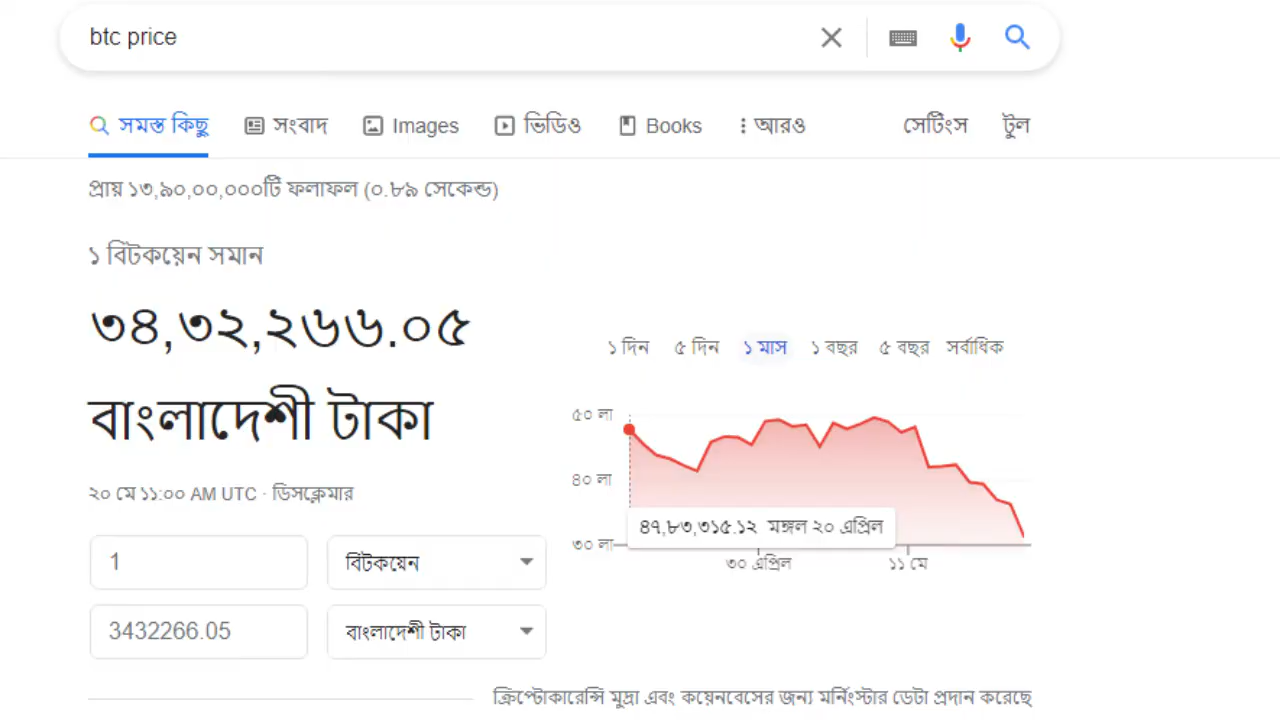 btc price
সমস্ত কিছু সংবাদ Images ভিডিও Books আরও সেটিংস টুল
প্রায় ১৩,৯০,০০,০০০টি ফলাফল (০.৮৯ সেকেন্ড)
১ বিটকয়েন সমান
৩৪,৩২,২৬৬.০৫
বাংলাদেশী টাকা
২০ মে ১১:০০ AM UTC · ডিসক্লেমার
1 বিটকয়েন
3432266.05 বাংলাদেশী টাকা
১ দিন ৫ দিন ১ মাস ১ বছর ৫ বছর সর্বাধিক
৫০ লা
৪০ লা
৪৭,৮৩,৩১৫.১২ মঙ্গল ২০ এপ্রিল
৩০ লা
৩০ এপ্রিল ১১ মে
ক্রিপ্টোকারেন্সি মুদ্রা এবং কয়েনবেসের জন্য মর্নিংস্টার ডেটা প্রদান করেছে